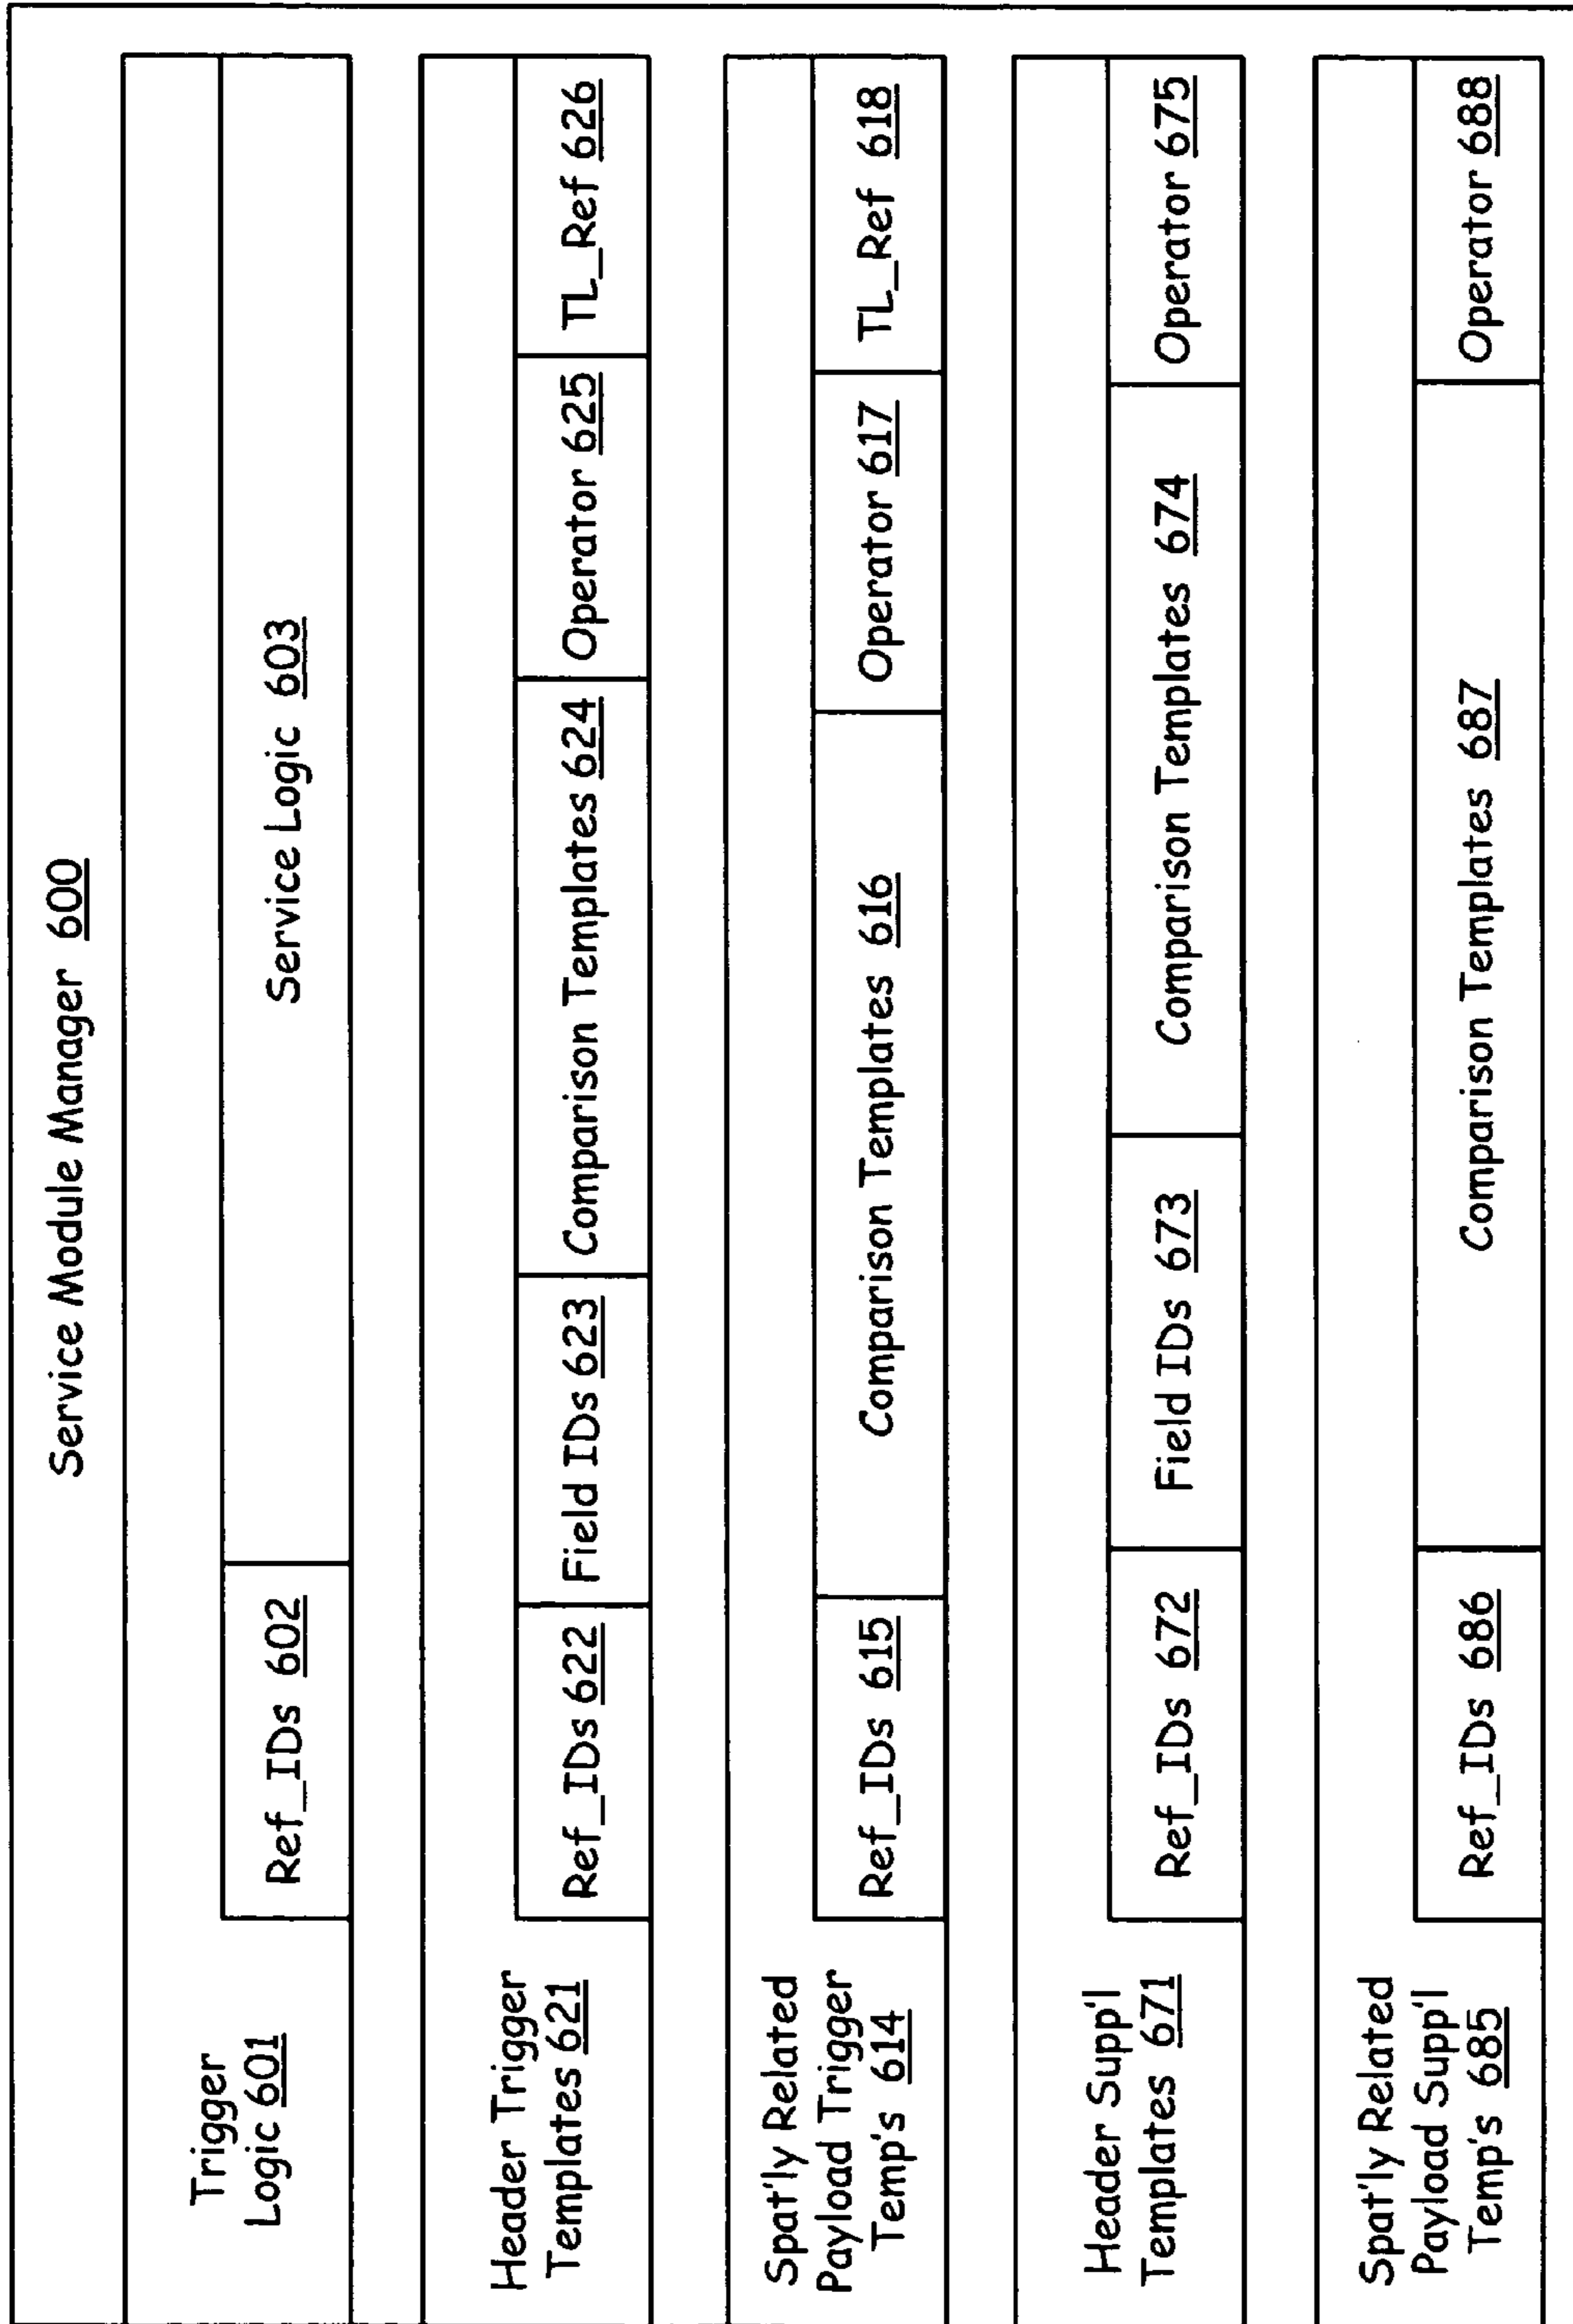 Service Module Manager 600
Trigger
Logic 601
Ref_IDs 602
Service Logic 603
Header Trigger
Templates 621
Ref_IDs 622
Field IDs 623
Comparison Templates 624
Operator 625
TL_Ref 626
Spat'ly Related
Payload Trigger
Temp's 614
Ref_IDs 615
Comparison Templates 616
Operator 617
TL_Ref 618
Header Supp'l
Templates 671
Ref_IDs 672
Field IDs 673
Comparison Templates 674
Operator 675
Spat'ly Related
Payload Supp'l
Temp's 685
Ref_IDs 686
Comparison Templates 687
Operator 688